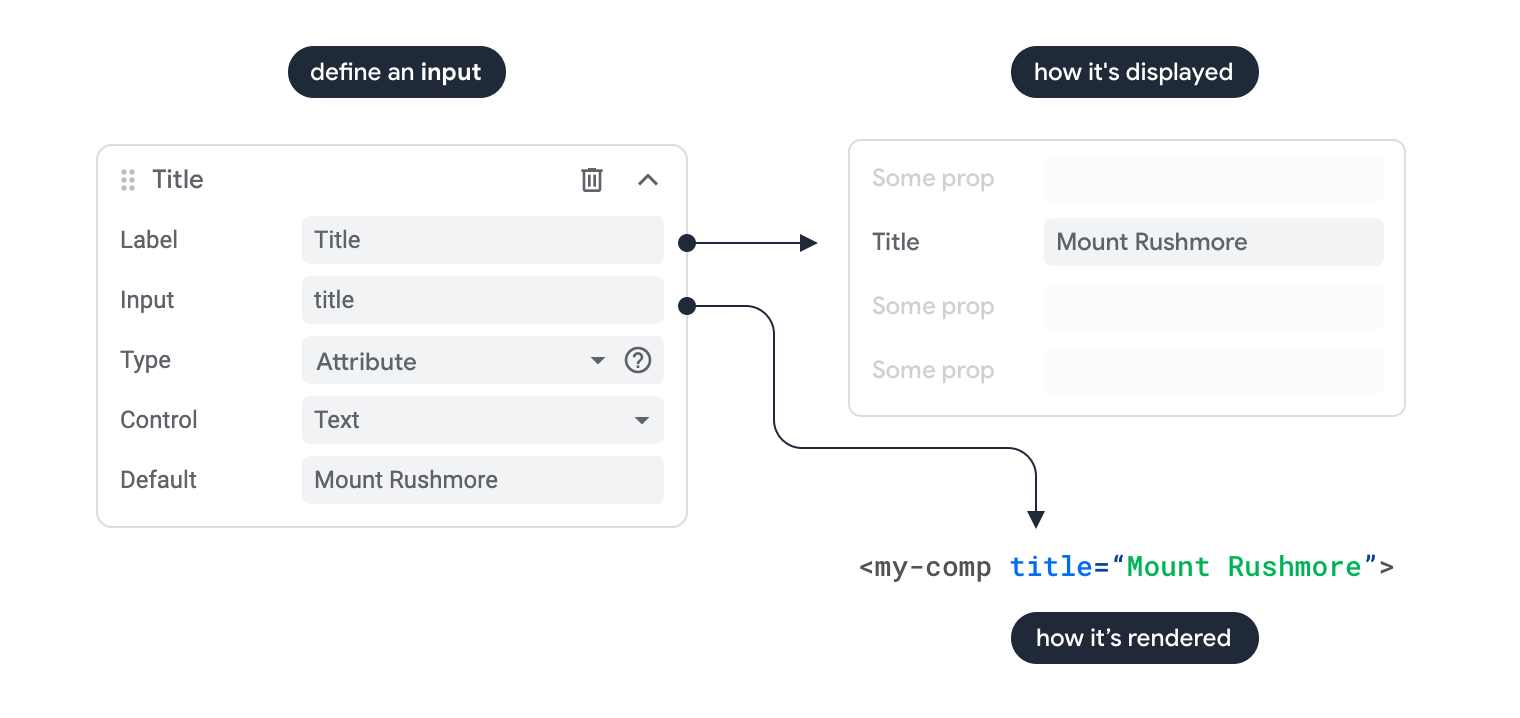 define an input
how it's displayed
Title
Label Title
Input title
Type Attribute
Control Text
Default Mount Rushmore
Some prop
Title Mount Rushmore
Some prop
Some prop
<my-comp title=“Mount Rushmore”>
how it’s rendered